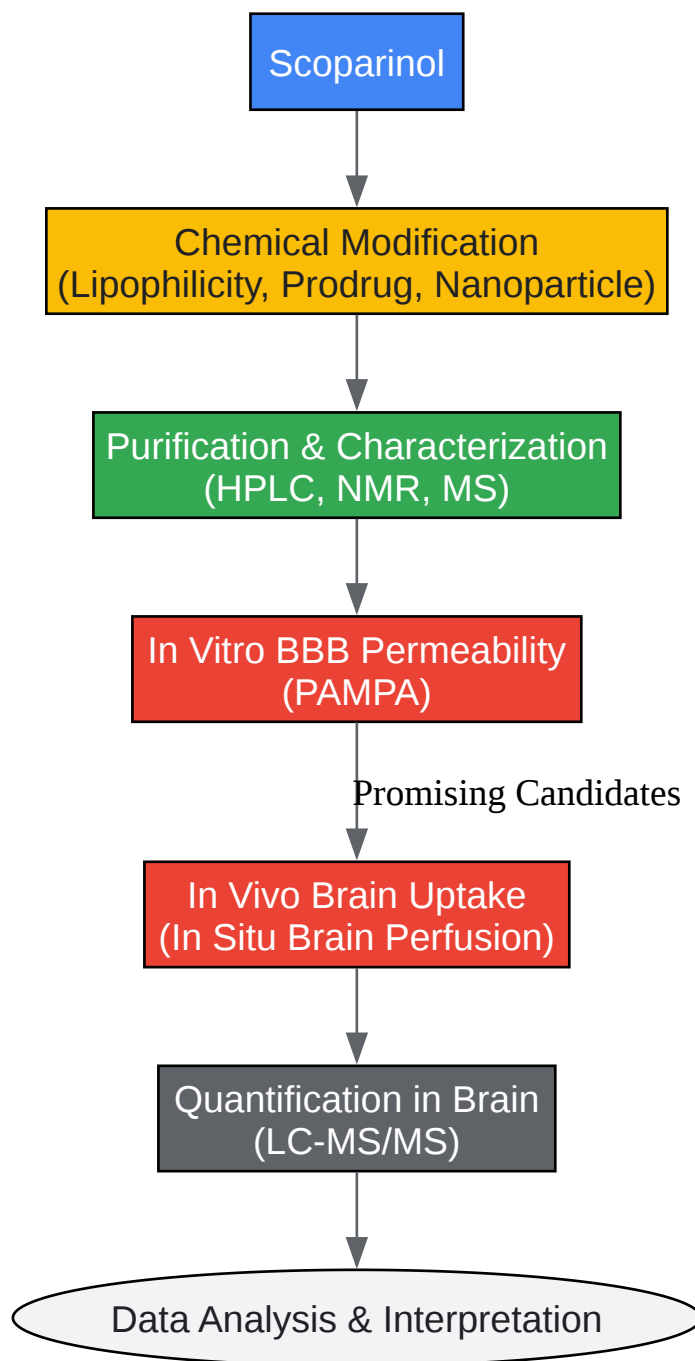 Scoparinol
Chemical Modification
(Lipophilicity, Prodrug, Nanoparticle)
Purification & Characterization
(HPLC, NMR, MS)
In Vitro BBB Permeability
(PAMPA)
Promising Candidates
In Vivo Brain Uptake
(In Situ Brain Perfusion)
Quantification in Brain
(LC-MS/MS)
Data Analysis & Interpretation